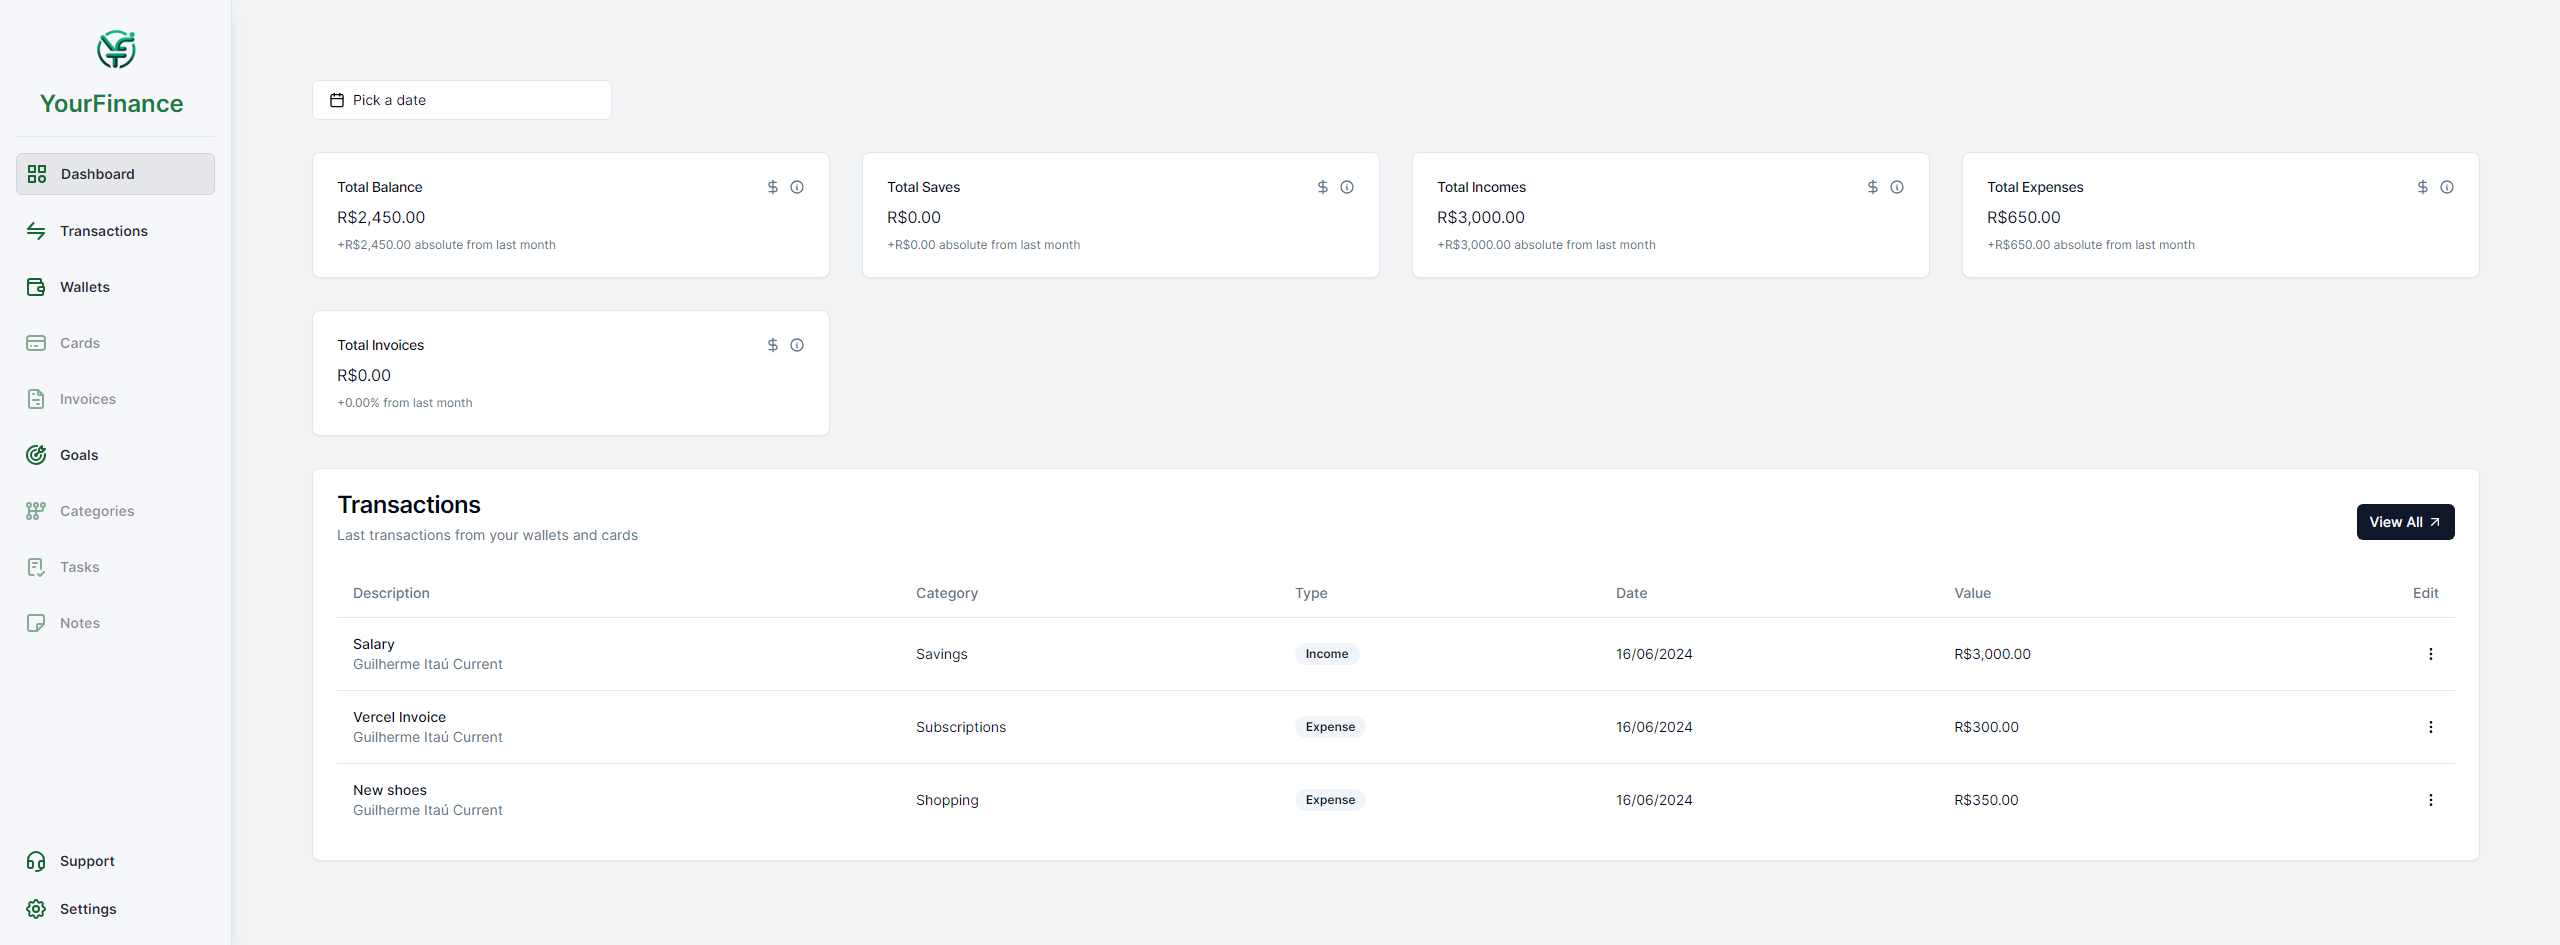 YourFinance
Dashboard
Transactions
Wallets
Cards
Invoices
Goals
Categories
Tasks
Notes
Support
Settings
Pick a date
Total Balance
R$2,450.00
+R$2,450.00 absolute from last month
Total Saves
R$0.00
+R$0.00 absolute from last month
Total Incomes
R$3,000.00
+R$3,000.00 absolute from last month
Total Expenses
R$650.00
+R$650.00 absolute from last month
Total Invoices
R$0.00
+0.00% from last month
Transactions
Last transactions from your wallets and cards
View All
Description Category Type Date Value Edit
Salary
Guilherme Itaú Current
Savings Income 16/06/2024 R$3,000.00
Vercel Invoice
Guilherme Itaú Current
Subscriptions Expense 16/06/2024 R$300.00
New shoes
Guilherme Itaú Current
Shopping Expense 16/06/2024 R$350.00